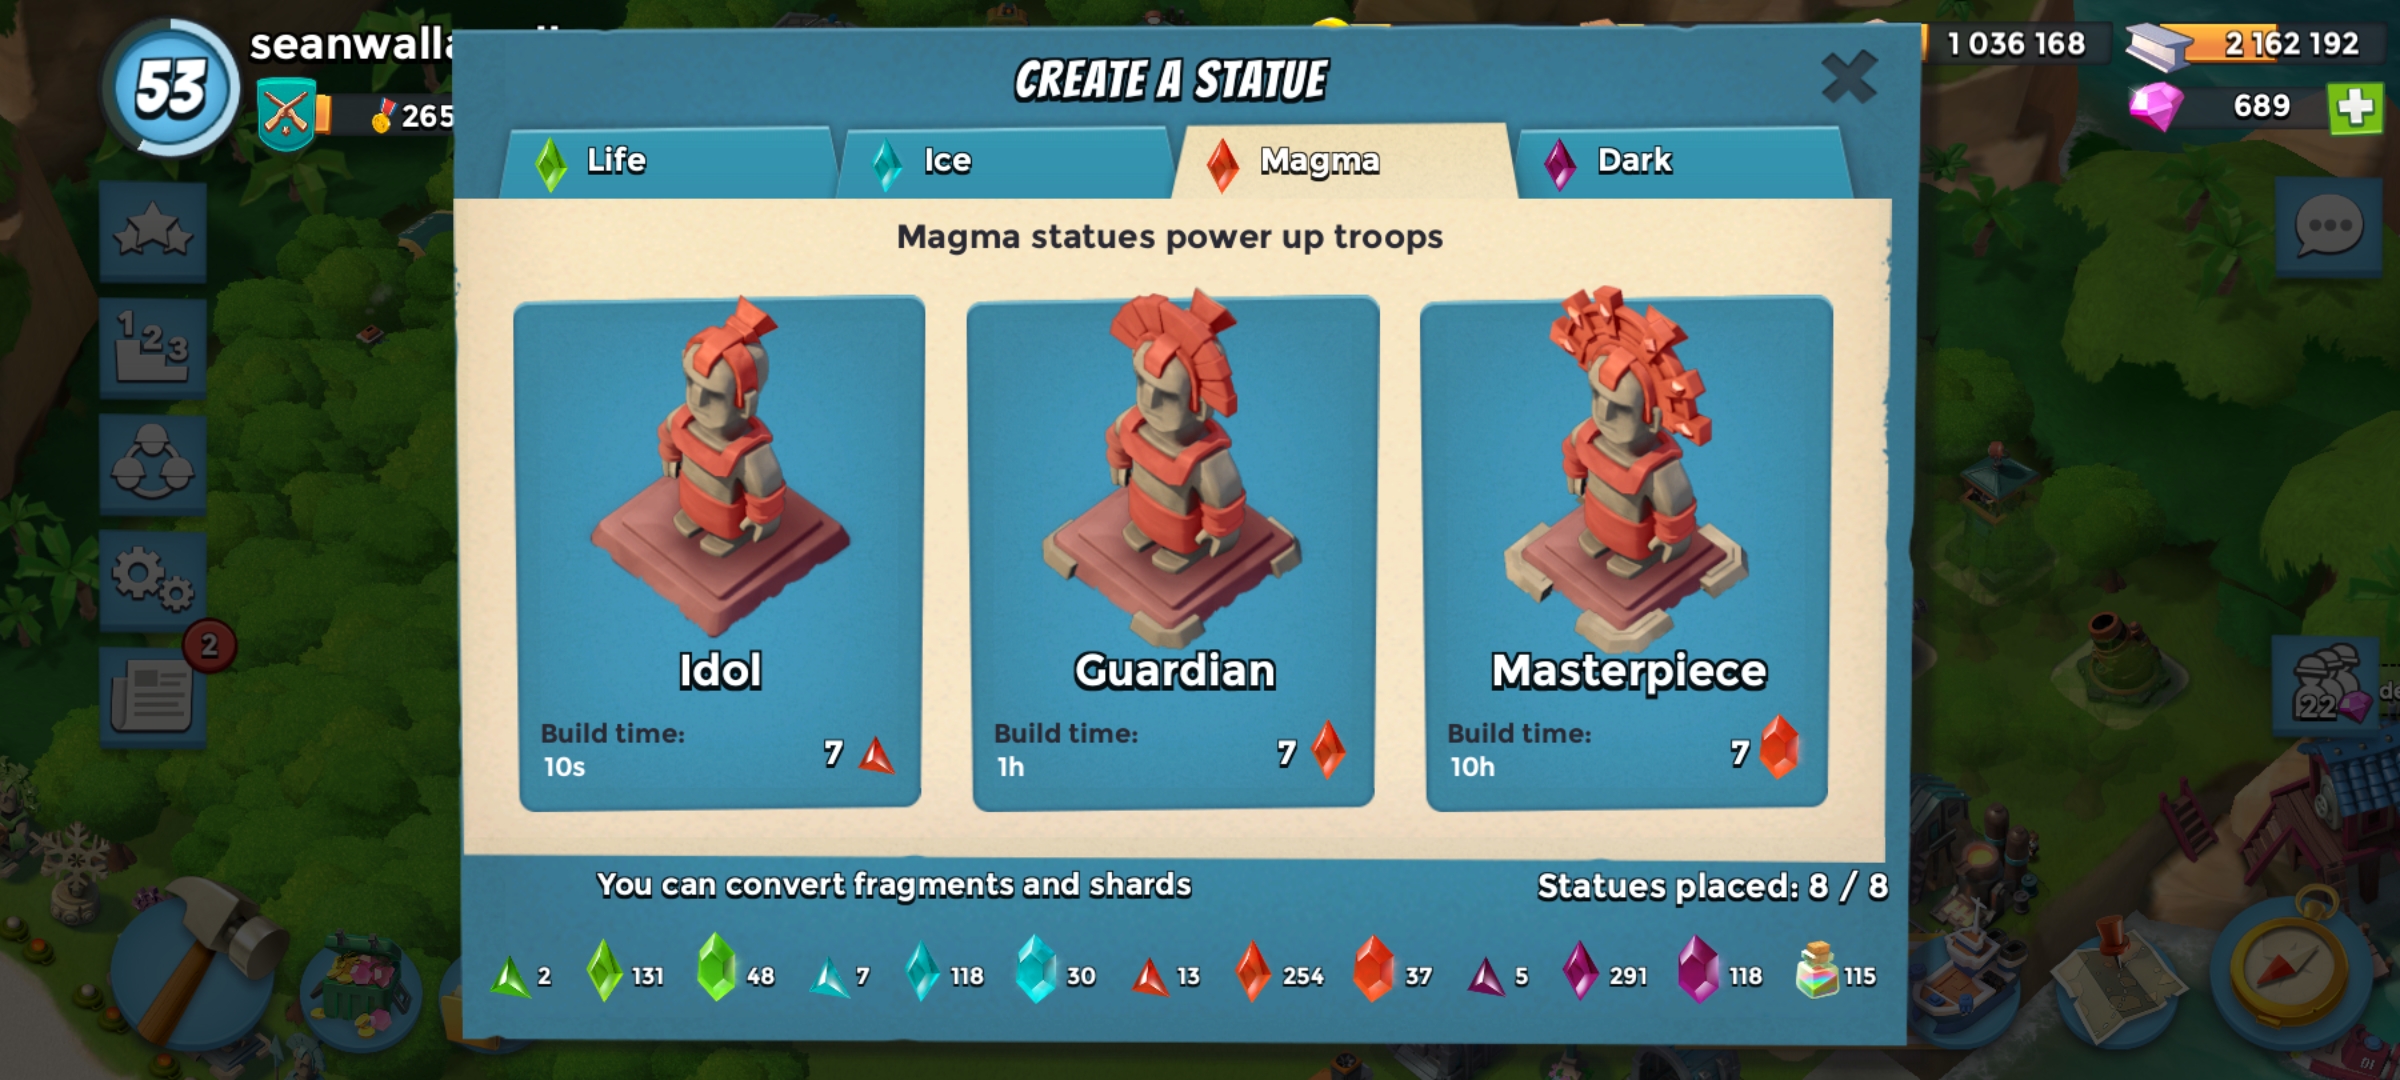 53
265
1 036 168
2 162 192
689
CREATE A STATUE
Life
Ice
Magma
Dark
Magma statues power up troops
1 2 3
2
22
Idol
Build time:
10s
7
Guardian
Build time:
1h
7
Masterpiece
Build time:
10h
7
You can convert fragments and shards
Statues placed: 8 / 8
2 131 48 7 118 30 13 254 37 5 291 118 115